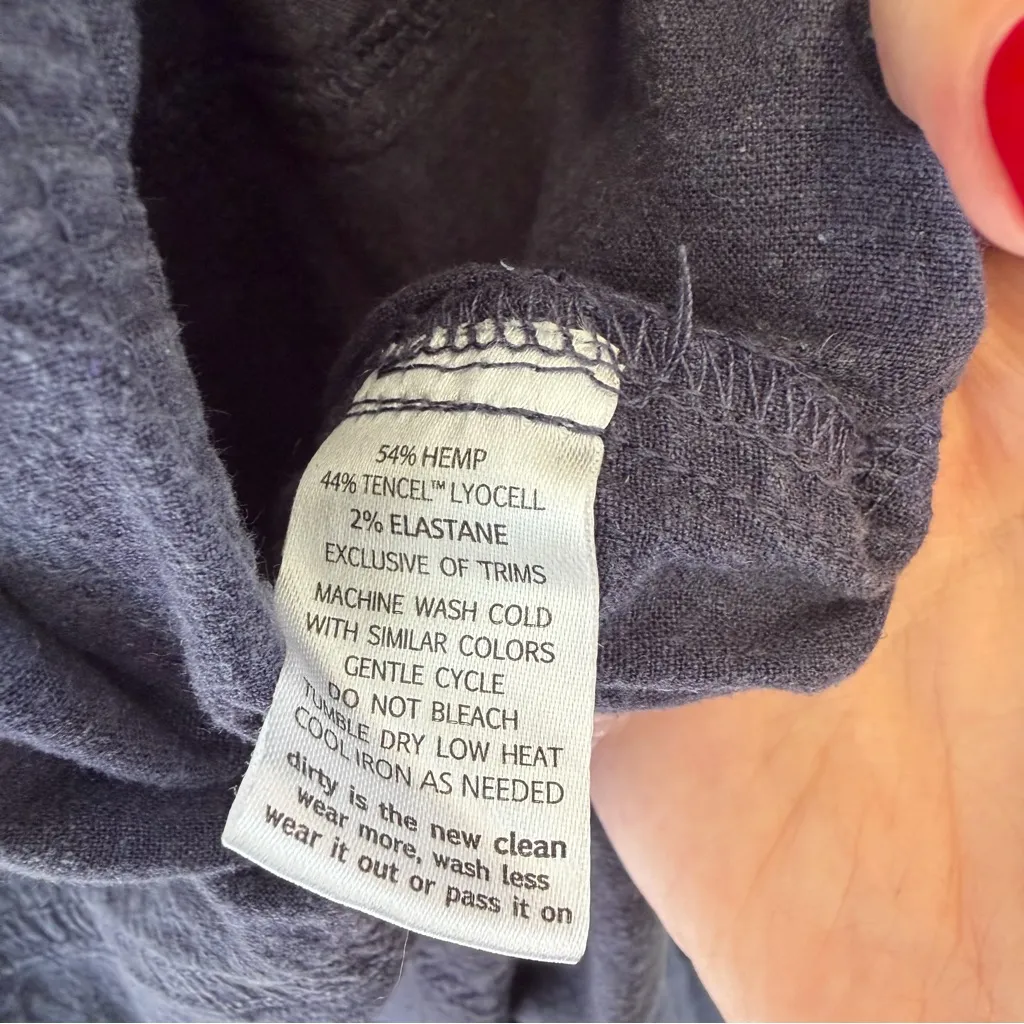 54% HEMP
44% TENCEL™ LYOCELL
2% ELASTANE
EXCLUSIVE OF TRIMS
MACHINE WASH COLD
WITH SIMILAR COLORS
GENTLE CYCLE
DO NOT BLEACH
TUMBLE DRY LOW HEAT
COOL IRON AS NEEDED
dirty is the new clean
wear more, wash less
wear it out or pass it on